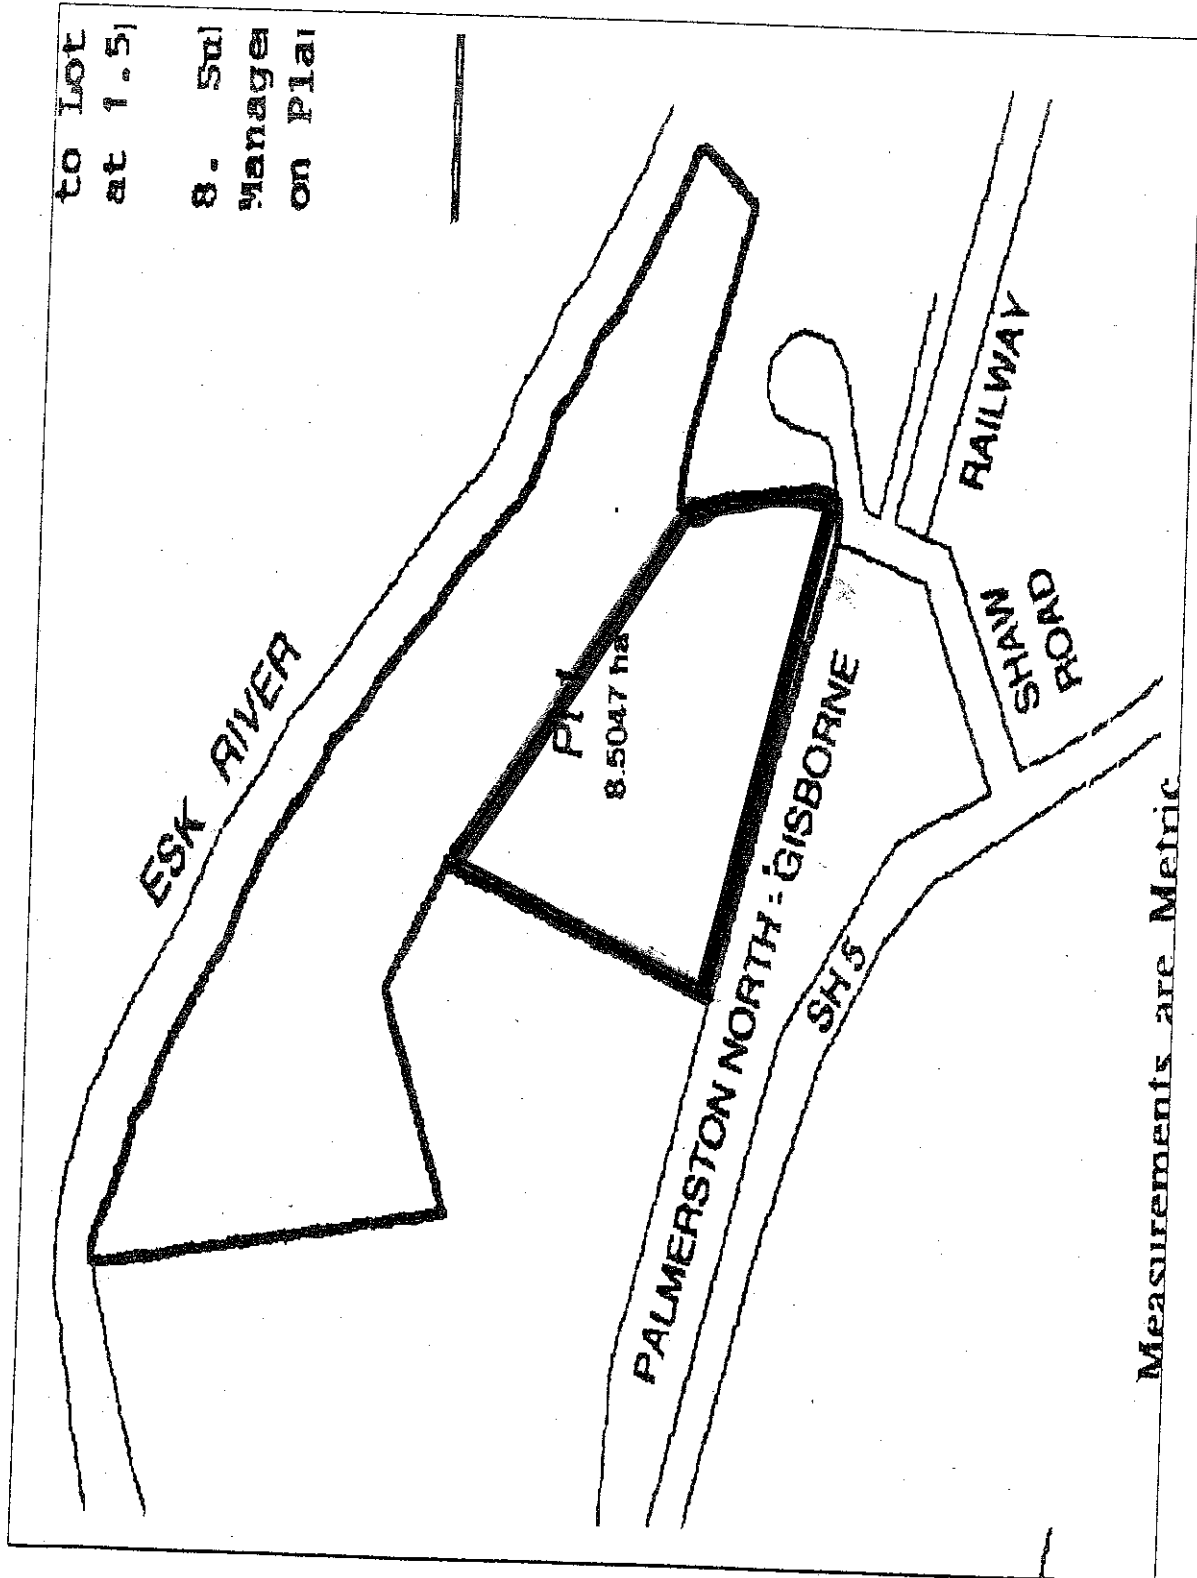 to Lot
at 1.5
8. Su
Manage
on Pla
ESK RIVER
Pt 1
8.5047 ha
PALMERSTON NORTH - GISBORNE
RAILWAY
SHAW
ROAD
SH 5
Measurements are Metric